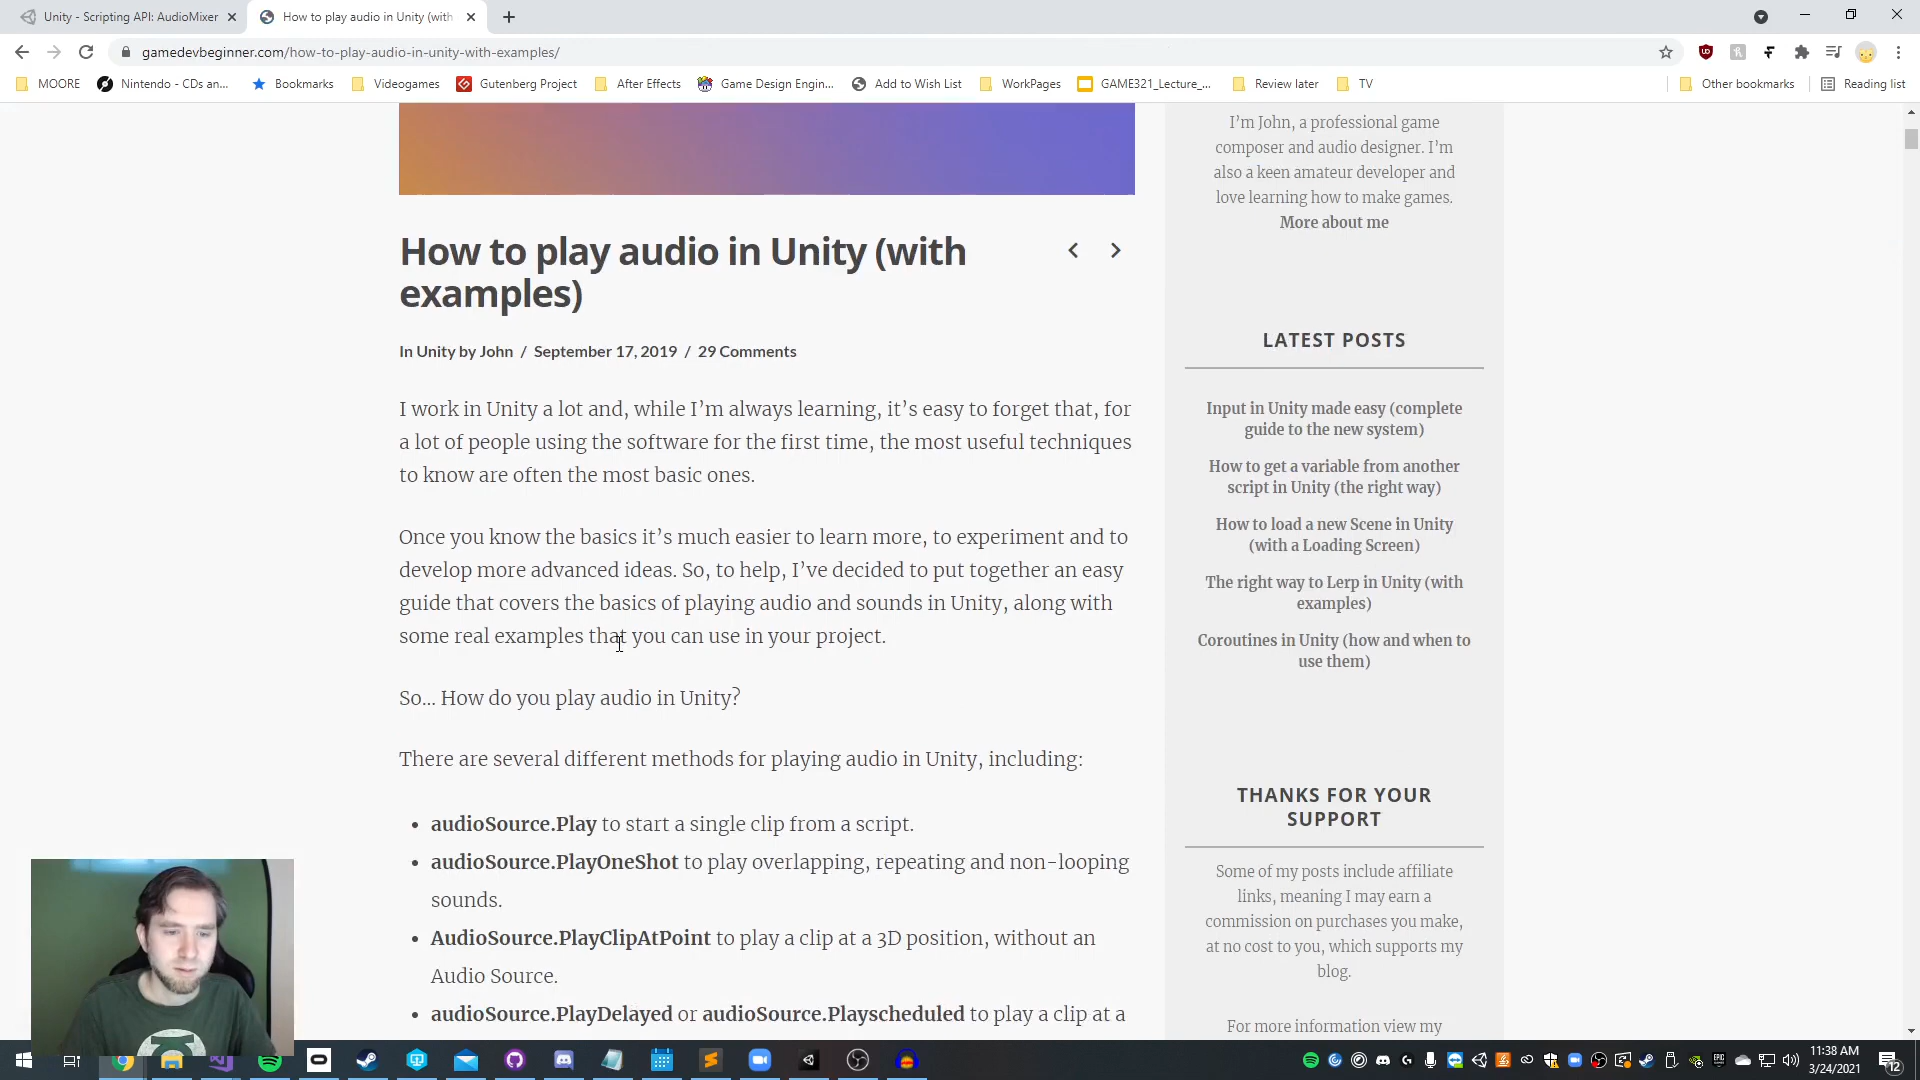 Unity - Scripting API: AudioMixer
How to play audio in Unity (with
gamedevbeginner.com/how-to-play-audio-in-unity-with-examples/
MOORE
Nintendo - CDs an...
Bookmarks
Videogames
Gutenberg Project
After Effects
Game Design Engin...
Add to Wish List
WorkPages
GAME321_Lecture_...
Review later
TV
Other bookmarks
Reading list
How to play audio in Unity (with
examples)
In Unity by John / September 17, 2019 / 29 Comments
I work in Unity a lot and, while I’m always learning, it’s easy to forget that, for
a lot of people using the software for the first time, the most useful techniques
to know are often the most basic ones.
Once you know the basics it’s much easier to learn more, to experiment and to
develop more advanced ideas. So, to help, I’ve decided to put together an easy
guide that covers the basics of playing audio and sounds in Unity, along with
some real examples that you can use in your project.
So… How do you play audio in Unity?
There are several different methods for playing audio in Unity, including:
• audioSource.Play to start a single clip from a script.
• audioSource.PlayOneShot to play overlapping, repeating and non-looping
sounds.
• AudioSource.PlayClipAtPoint to play a clip at a 3D position, without an
Audio Source.
• audioSource.PlayDelayed or audioSource.Playscheduled to play a clip at a
I’m John, a professional game
composer and audio designer. I’m
also a keen amateur developer and
love learning how to make games.
More about me
LATEST POSTS
Input in Unity made easy (complete
guide to the new system)
How to get a variable from another
script in Unity (the right way)
How to load a new Scene in Unity
(with a Loading Screen)
The right way to Lerp in Unity (with
examples)
Coroutines in Unity (how and when to
use them)
THANKS FOR YOUR
SUPPORT
Some of my posts include affiliate
links, meaning I may earn a
commission on purchases you make,
at no cost to you, which supports my
blog.
For more information view my
11:38 AM
3/24/2021
12